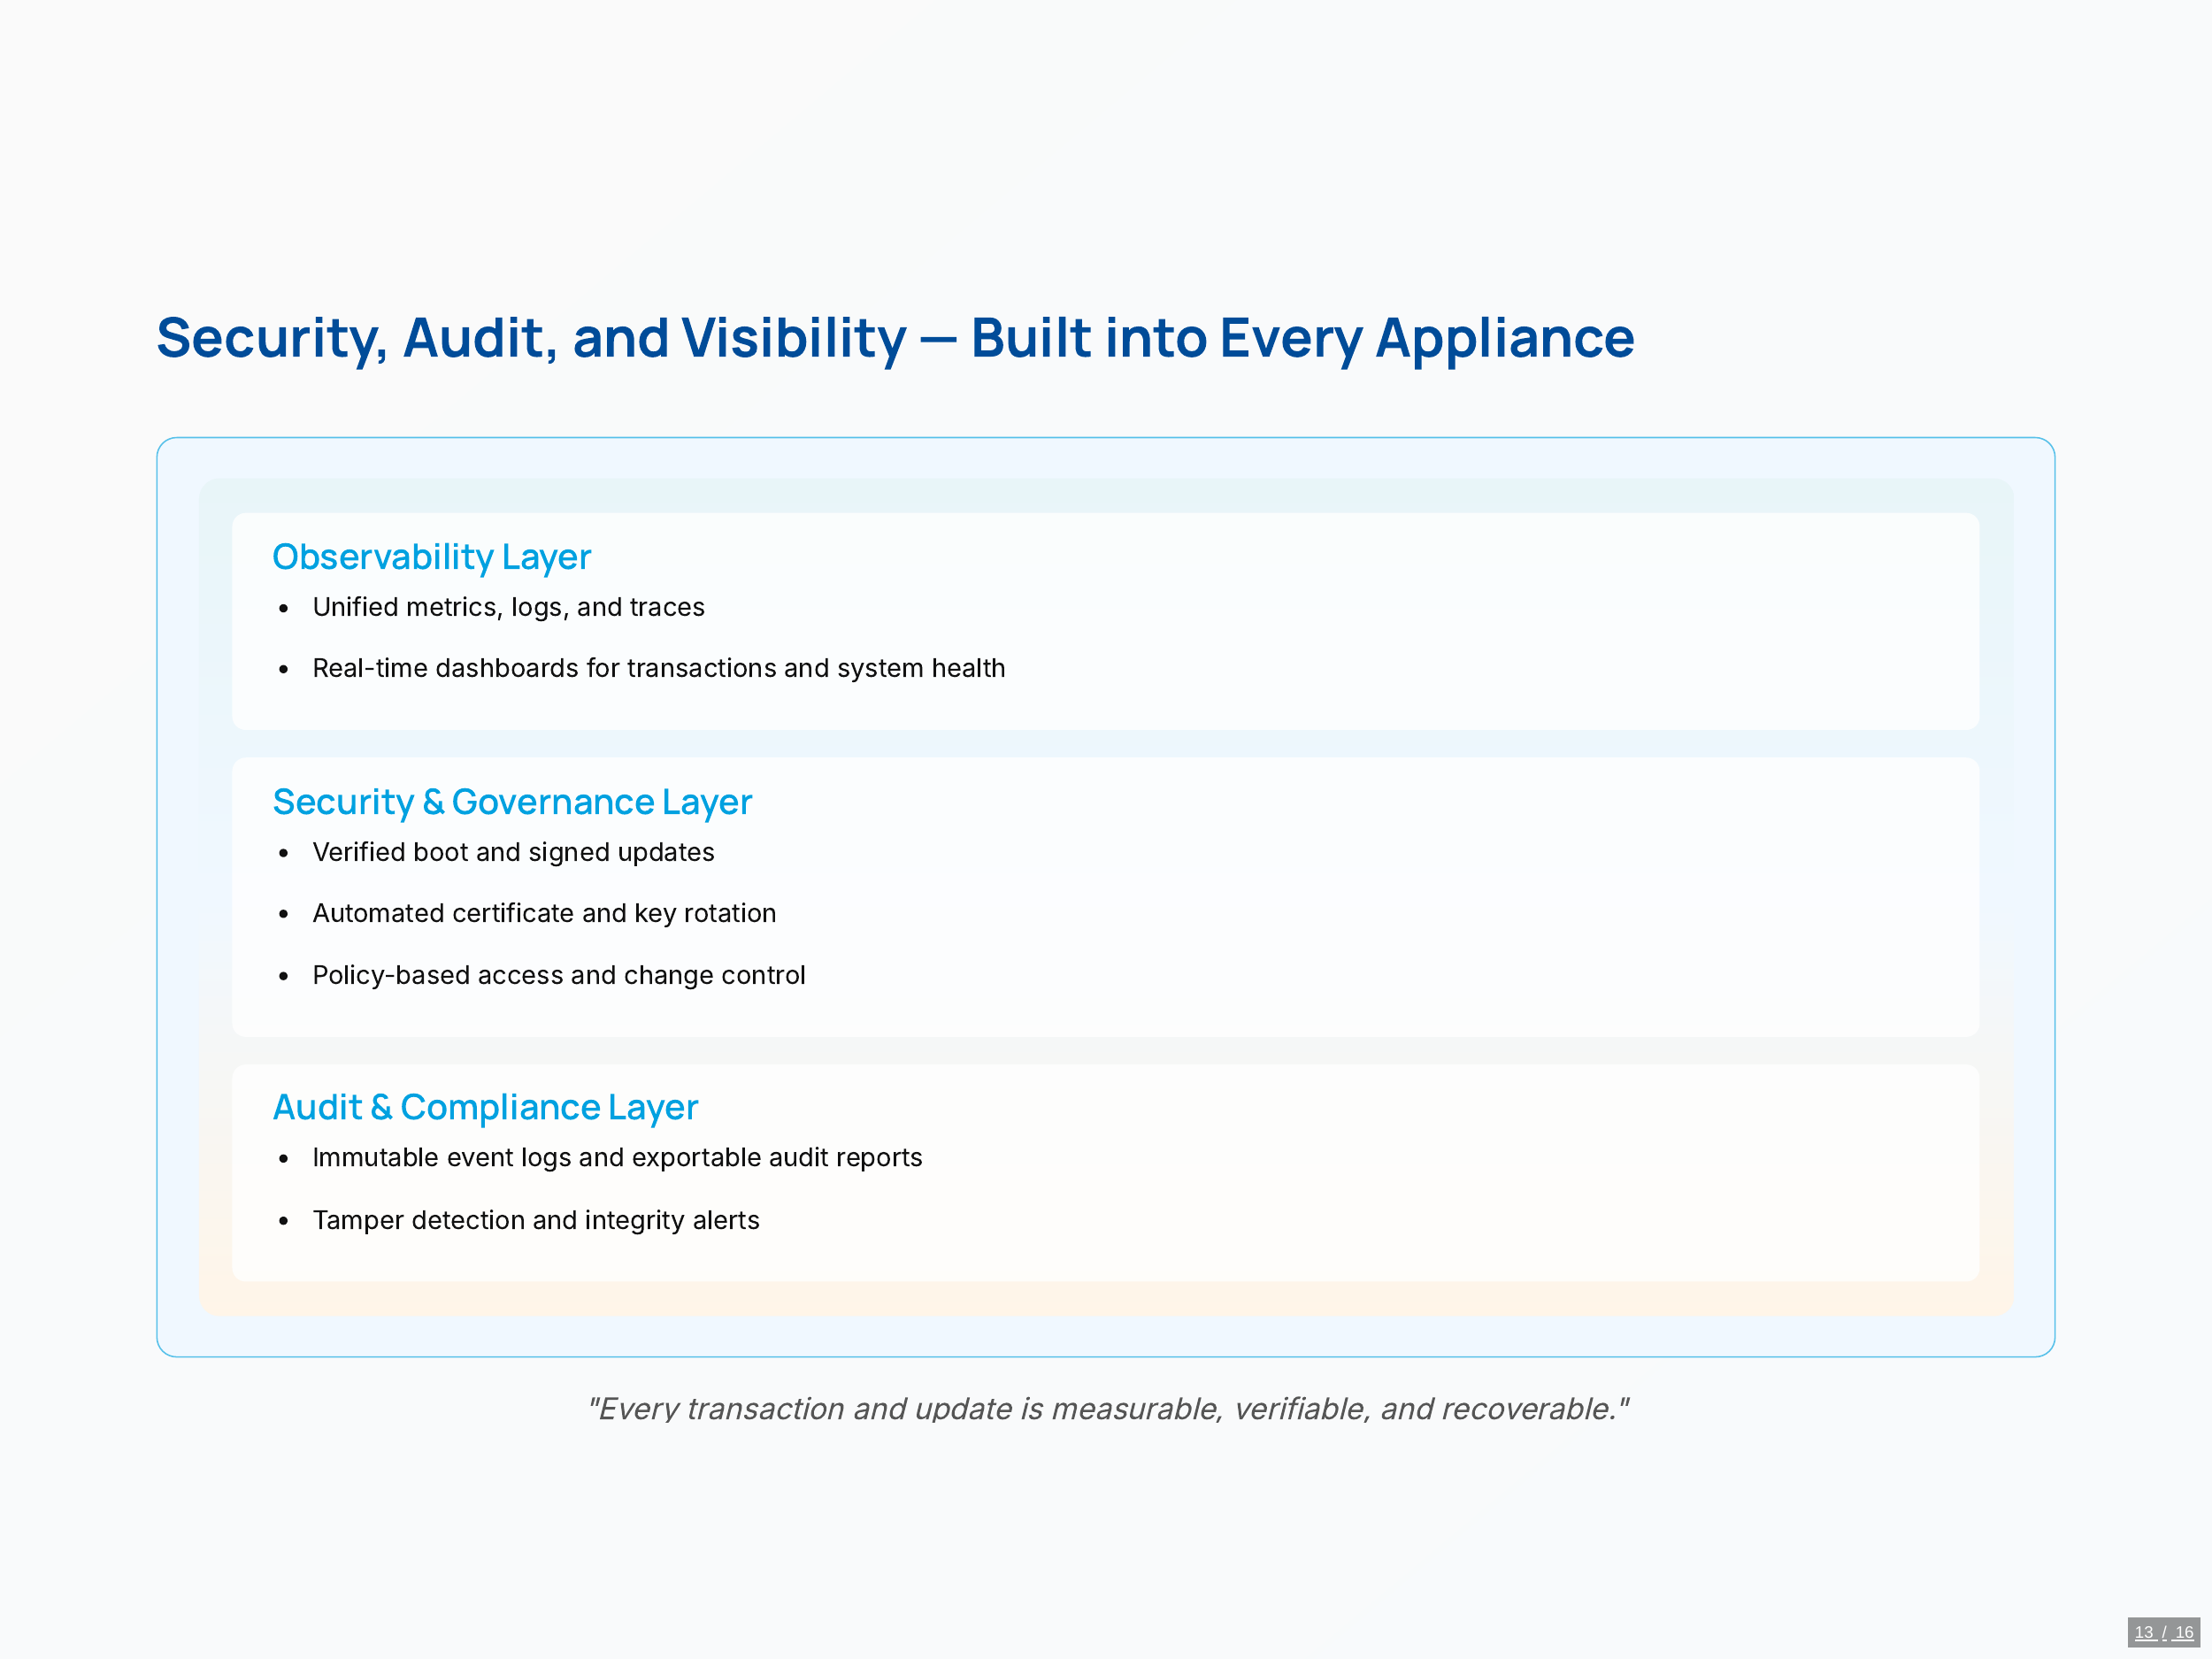 Security, Audit, and Visibility — Built into Every Appliance
Observability Layer
• Unified metrics, logs, and traces
• Real-time dashboards for transactions and system health
Security & Governance Layer
• Verified boot and signed updates
• Automated certificate and key rotation
• Policy-based access and change control
Audit & Compliance Layer
• Immutable event logs and exportable audit reports
• Tamper detection and integrity alerts
"Every transaction and update is measurable, verifiable, and recoverable."
13 / 16